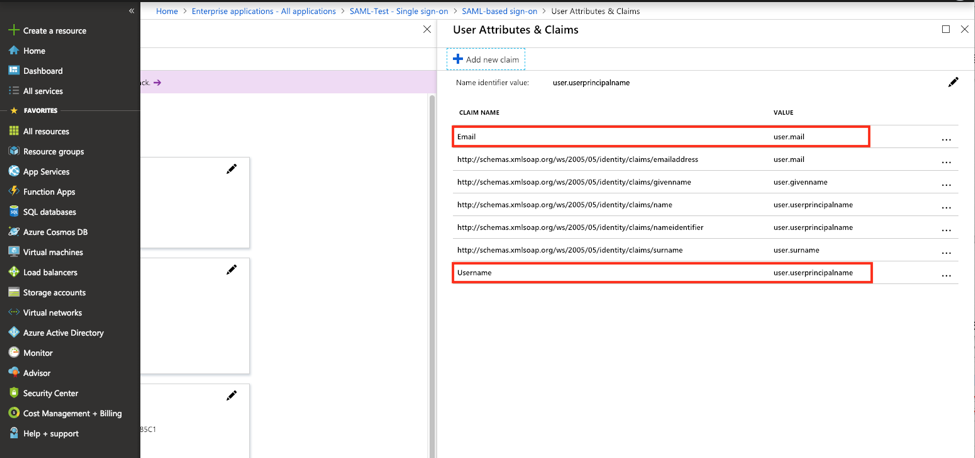 «
Home > Enterprise applications - All applications > SAML-Test - Single sign-on > SAML-based sign-on > User Attributes & Claims
Create a resource
Home
Dashboard
All services
FAVORITES
All resources
Resource groups
App Services
Function Apps
SQL databases
Azure Cosmos DB
Virtual machines
Load balancers
Storage accounts
Virtual networks
Azure Active Directory
Monitor
Advisor
Security Center
Cost Management + Billing
Help + support
ck. →
85C1
User Attributes & Claims
Add new claim
Name identifier value: user.userprincipalname
CLAIM NAME VALUE
Email user.mail ...
http://schemas.xmlsoap.org/ws/2005/05/identity/claims/emailaddress user.mail ...
http://schemas.xmlsoap.org/ws/2005/05/identity/claims/givenname user.givenname ...
http://schemas.xmlsoap.org/ws/2005/05/identity/claims/name user.userprincipalname ...
http://schemas.xmlsoap.org/ws/2005/05/identity/claims/nameidentifier user.userprincipalname ...
http://schemas.xmlsoap.org/ws/2005/05/identity/claims/surname user.surname ...
Username user.userprincipalname ...